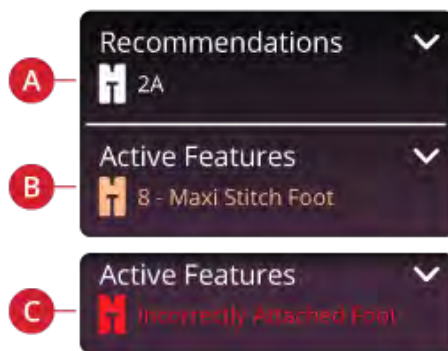 Recommendations
A
2A
Active Features
B
8 - Maxi Stitch Foot
Active Features
C
Incorrectly Attached Foot